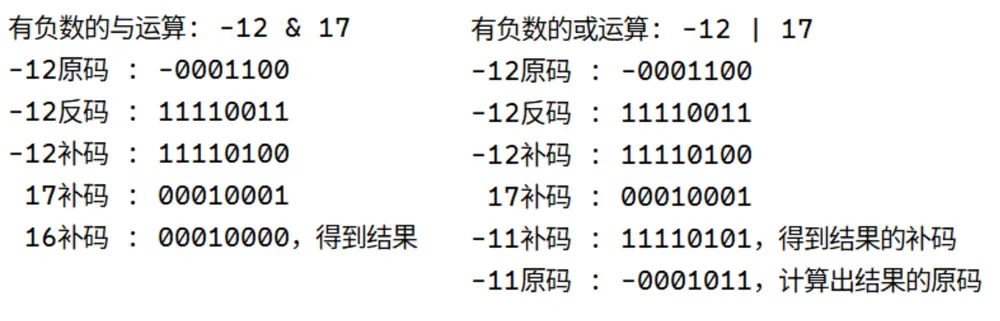 有负数的与运算: -12 & 17
-12原码 : -0001100
-12反码 : 11110011
-12补码 : 11110100
17补码 : 00010001
16补码 : 00010000，得到结果
有负数的或运算: -12 | 17
-12原码 : -0001100
-12反码 : 11110011
-12补码 : 11110100
17补码 : 00010001
-11补码 : 11110101，得到结果的补码
-11原码 : -0001011，计算出结果的原码